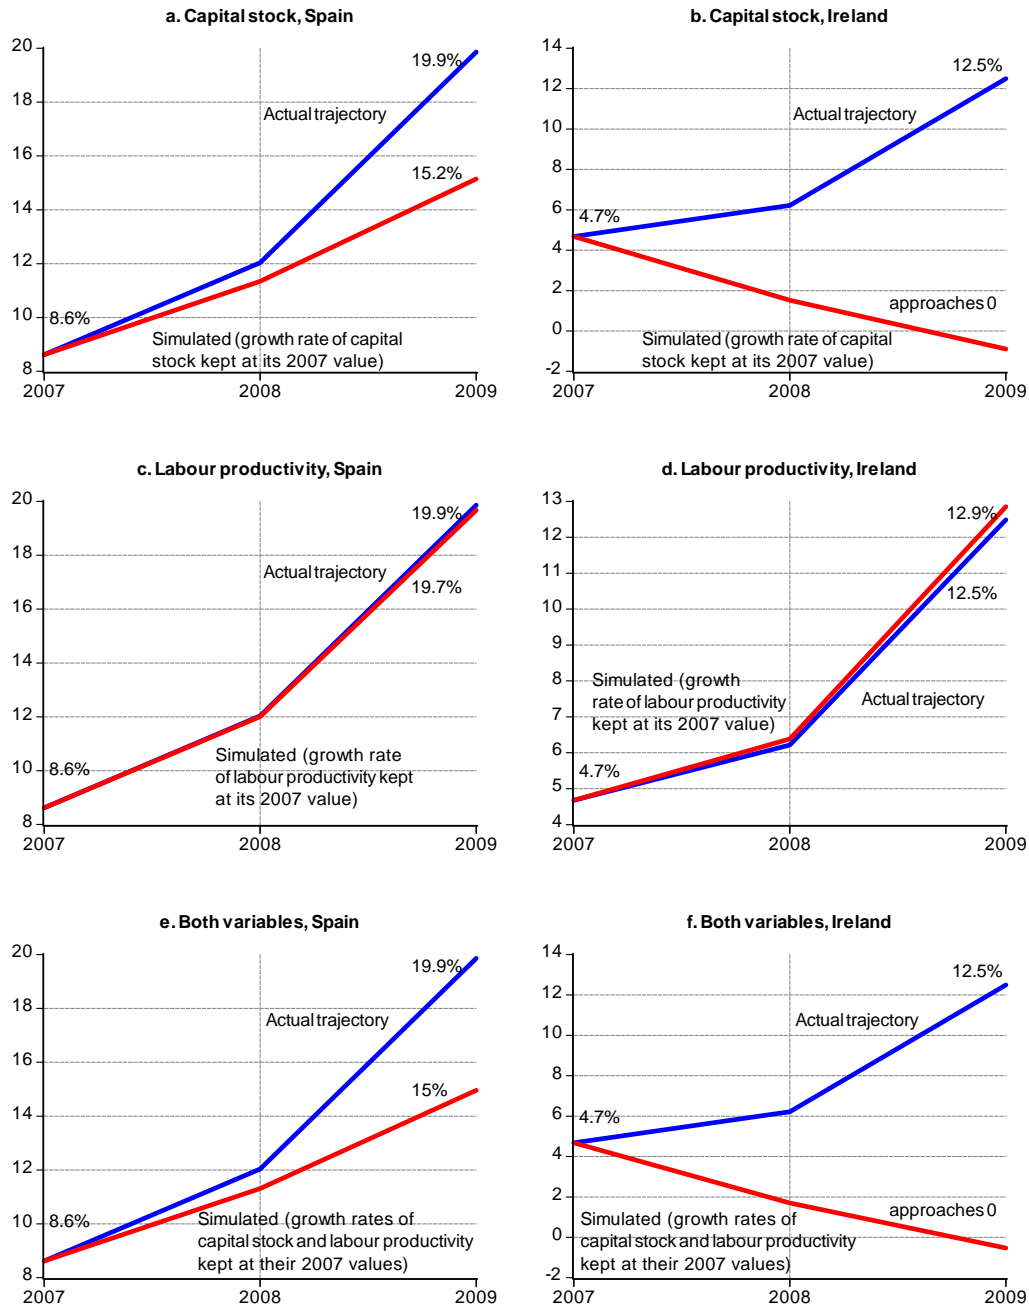 a. Capital stock, Spain
20
18
16
14
12
10
8
19.9%
Actual trajectory
15.2%
8.6%
Simulated (growth rate of capital
stock kept at its 2007 value)
2007
2008
2009
b. Capital stock, Ireland
14
12
10
8
6
4
2
0
-2
12.5%
Actual trajectory
4.7%
approaches 0
Simulated (growth rate of capital
stock kept at its 2007 value)
2007
2008
2009
c. Labour productivity, Spain
20
18
16
14
12
10
8
19.9%
Actual trajectory
19.7%
8.6%
Simulated (growth rate
of labour productivity kept
at its 2007 value)
2007
2008
2009
d. Labour productivity, Ireland
13
12
11
10
9
8
7
6
5
4
12.9%
12.5%
Simulated (growth
rate of labour productivity
kept at its 2007 value)
Actual trajectory
4.7%
2007
2008
2009
e. Both variables, Spain
20
18
16
14
12
10
8
19.9%
Actual trajectory
15%
8.6%
Simulated (growth rates of
capital stock and labour productivity
kept at their 2007 values)
2007
2008
2009
f. Both variables, Ireland
14
12
10
8
6
4
2
0
-2
12.5%
Actual trajectory
4.7%
approaches 0
Simulated (growth rates of
capital stock and labour productivity
kept at their 2007 values)
2007
2008
2009